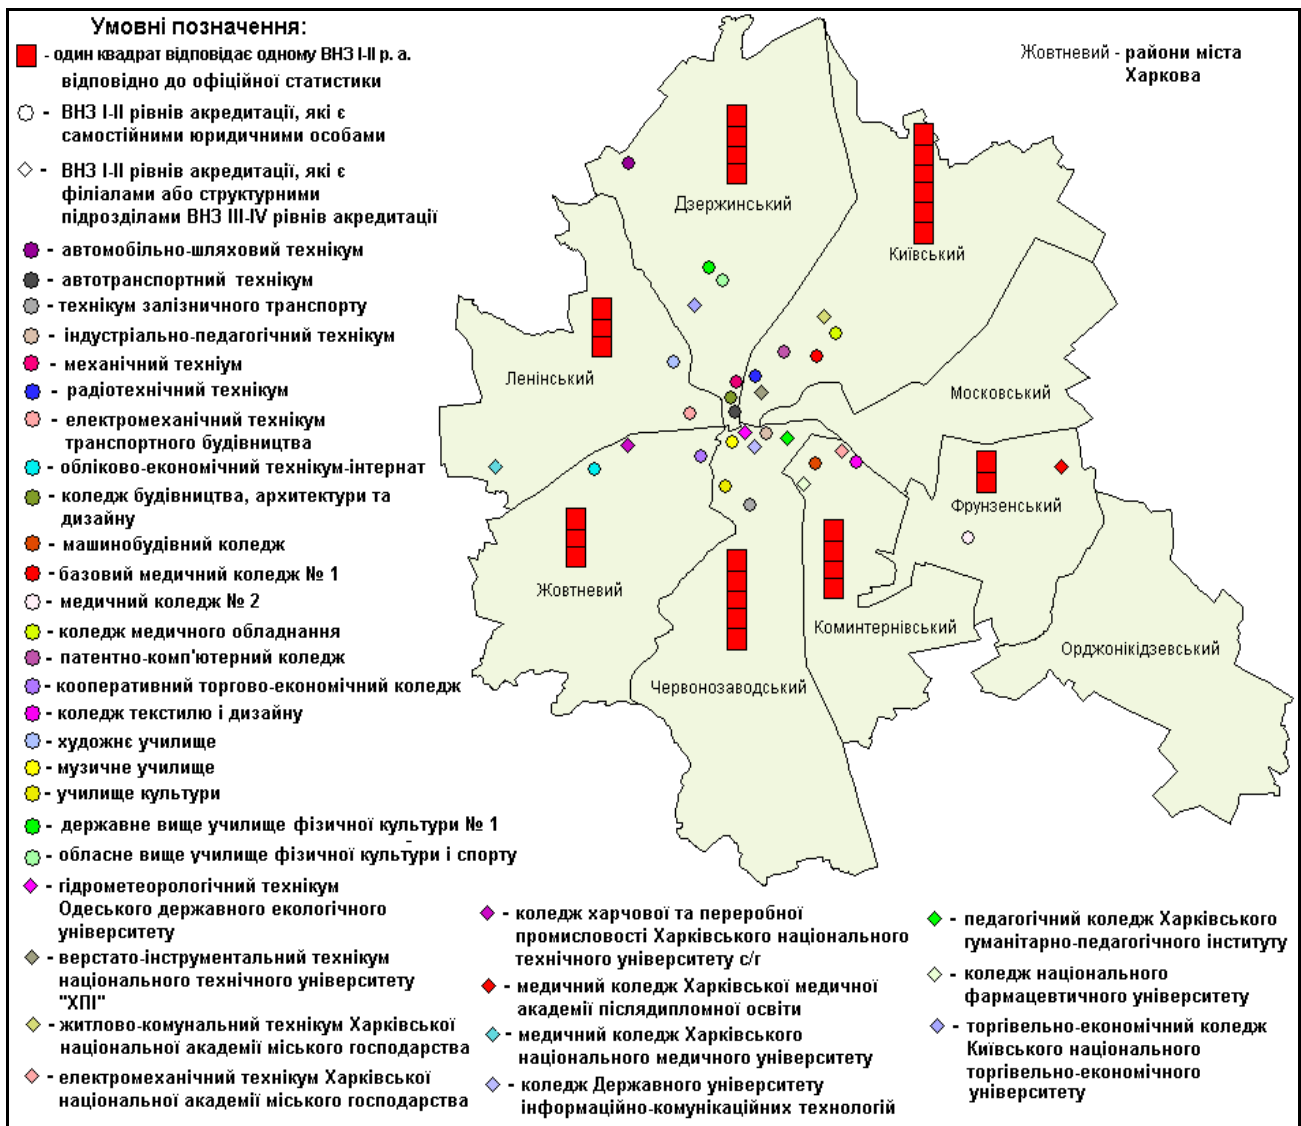 Умовні позначення:
- один квадрат відповідає одному ВНЗ І-ІІ р. а.
відповідно до офіційної статистики
- ВНЗ І-ІІ рівнів акредитації, які є
самостійними юридичними особами
- ВНЗ І-ІІ рівнів акредитації, які є
філіалами або структурними
підрозділами ВНЗ ІІІ-ІV рівнів акредитації
- автомобільно-шляховий технікум
- автотранспортний технікум
- технікум залізничного транспорту
- індустріально-педагогічний технікум
- механічний техніум
- радіотехнічний технікум
- електромеханічний технікум
транспортного будівництва
- обліково-економічний технікум-інтернат
- коледж будівництва, архітектури та
дизайну
- машинобудівний коледж
- базовий медичний коледж № 1
- медичний коледж № 2
- коледж медичного обладнання
- патентно-комп'ютерний коледж
- кооперативний торгово-економічний коледж
- коледж текстилю і дизайну
- художнє училище
- музичне училище
- училище культури
- державне вище училище фізичної культури № 1
- обласне вище училище фізичної культури і спорту
- гідрометеорологічний технікум
Одеського державного екологічного
університету
- верстато-інструментальний технікум
національного технічного університету
"ХПІ"
- житлово-комунальний технікум Харківської
національної академії міського господарства
- електромеханічний технікум Харківської
національної академії міського господарства
- коледж харчової та переробної
промисловості Харківського національного
технічного університету с/г
- медичний коледж Харківської медичної
академії післядипломної освіти
- медичний коледж Харківського
національного медичного університету
- коледж Державного університету
інформаційно-комунікаційних технологій
- педагогічний коледж Харківського
гуманітарно-педагогічного інституту
- коледж національного
фармацевтичного університету
- торгівельно-економічний коледж
Київського національного
торгівельно-економічного
університету
Жовтневий - райони міста
Харкова
Дзержинський
Київський
Ленінський
Московський
Фрунзенський
Жовтневий
Коминтернівський
Орджонікідзевський
Червонозаводський